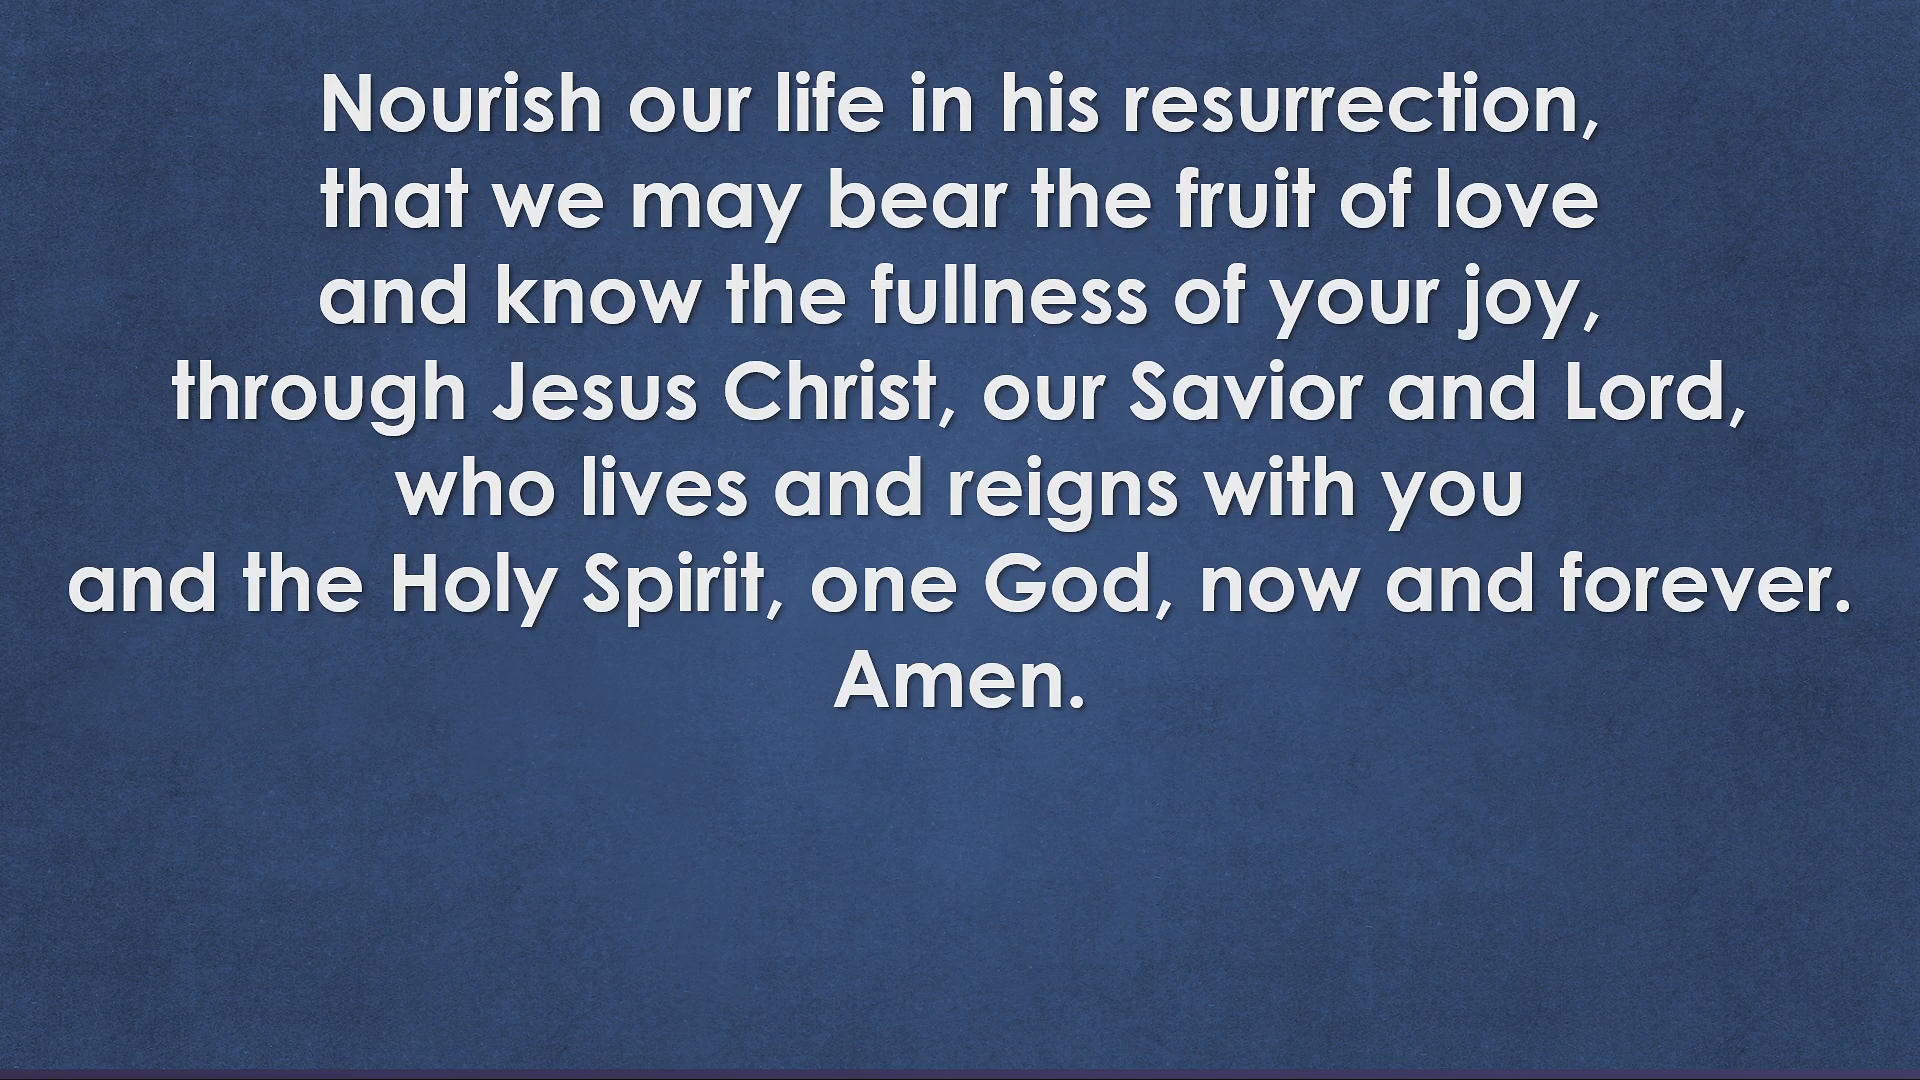 Nourish our life in his resurrection,
that we may bear the fruit of love
and know the fullness of your joy,
through Jesus Christ, our Savior and Lord,
who lives and reigns with you
and the Holy Spirit, one God, now and forever.
Amen.